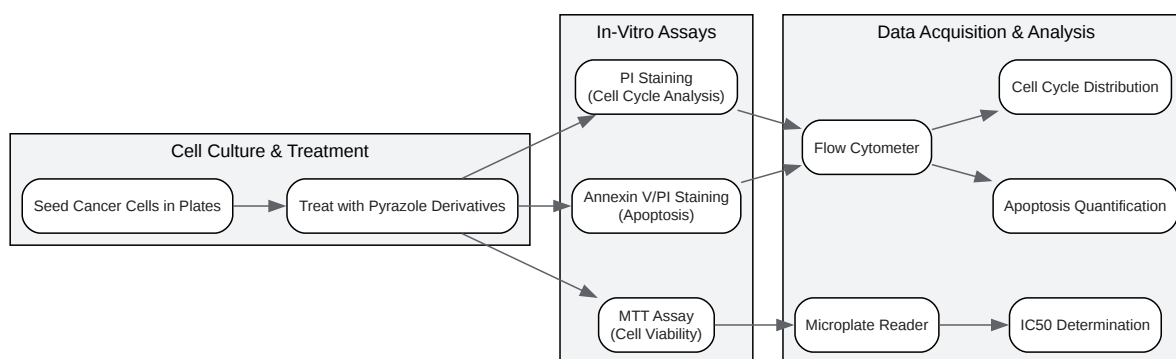 Cell Culture & Treatment
Seed Cancer Cells in Plates
Treat with Pyrazole Derivatives
In-Vitro Assays
PI Staining
(Cell Cycle Analysis)
Annexin V/PI Staining
(Apoptosis)
MTT Assay
(Cell Viability)
Data Acquisition & Analysis
Flow Cytometer
Cell Cycle Distribution
Apoptosis Quantification
Microplate Reader
IC50 Determination